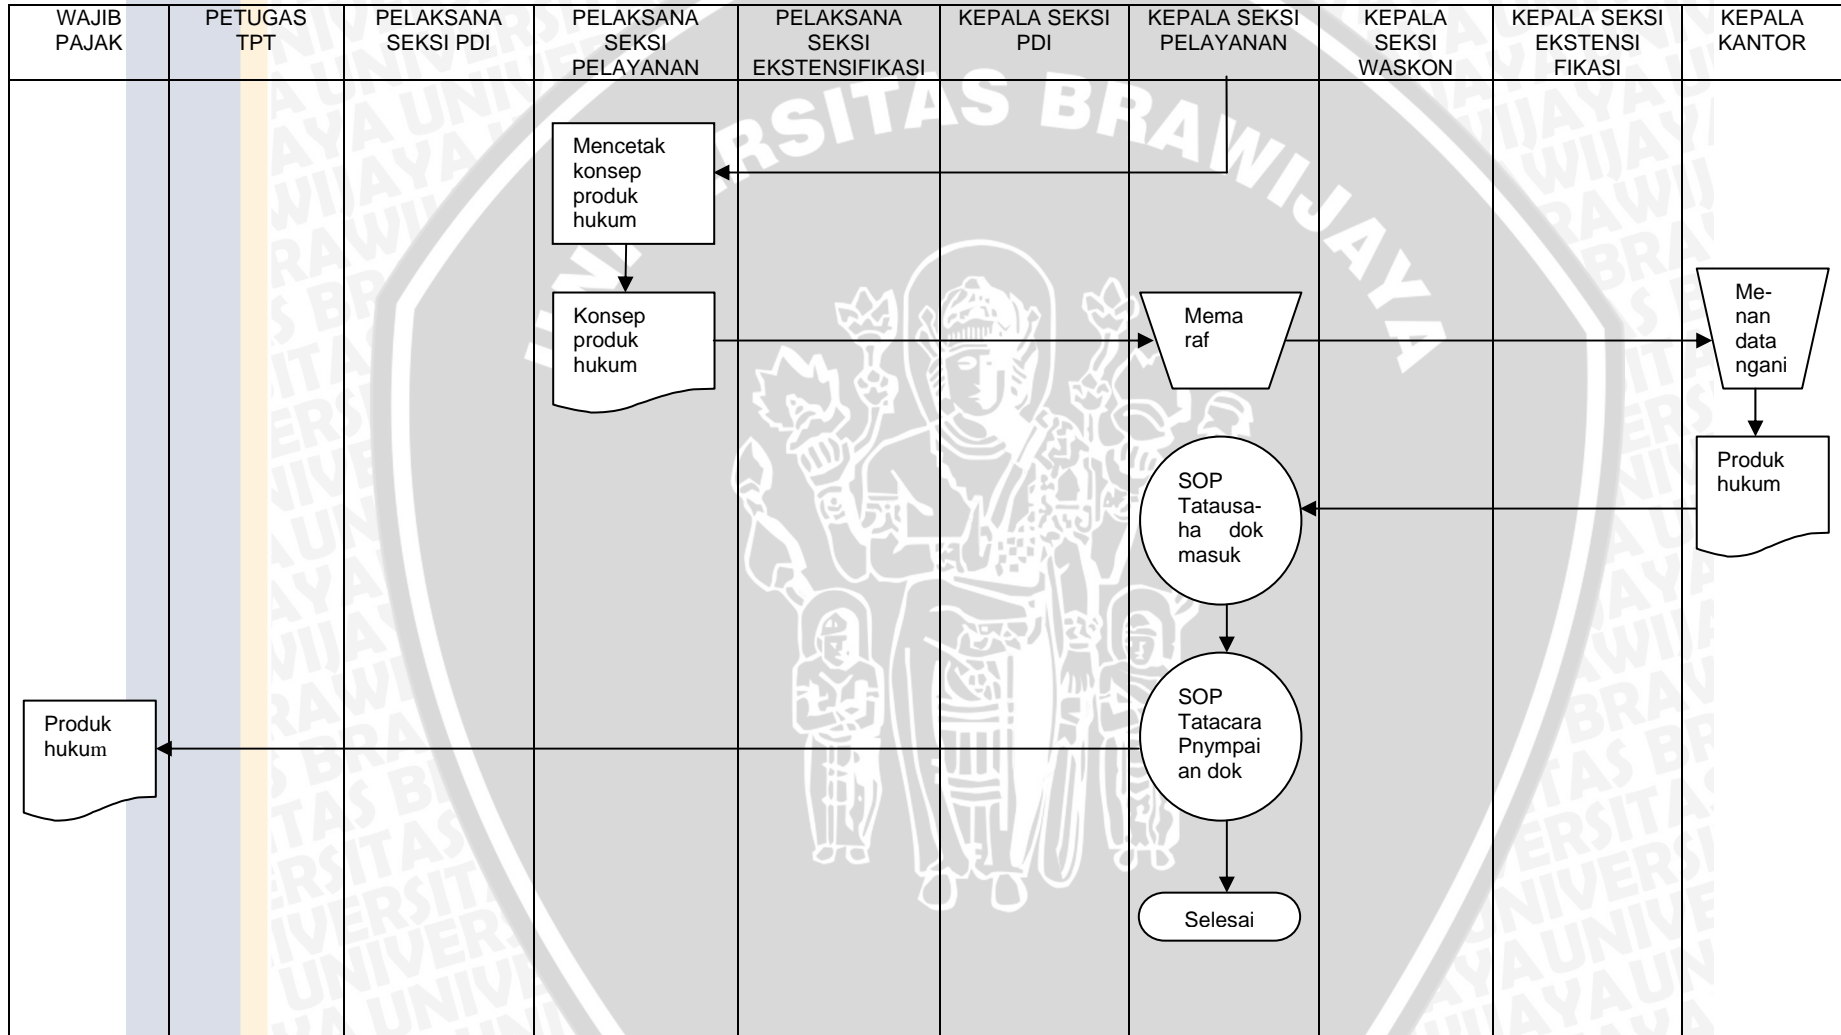 WAJIB
PAJAK
PETUGAS
TPT
PELAKSANA
SEKSI PDI
PELAKSANA
SEKSI
PELAYANAN
PELAKSANA
SEKSI
EKSTENSIFIKASI
KEPALA SEKSI
PDI
KEPALA SEKSI
PELAYANAN
KEPALA
SEKSI
WASKON
KEPALA SEKSI
EKSTENSI
FIKASI
KEPALA
KANTOR
UNIVERSITAS BRAWIJAYA
Mencetak
konsep
produk
hukum
Konsep
produk
hukum
Mema
raf
Me-
nan
data
ngani
Produk
hukum
SOP
Tatausa-
ha dok
masuk
SOP
Tatacara
Pnympai
an dok
Produk
hukum
Selesai